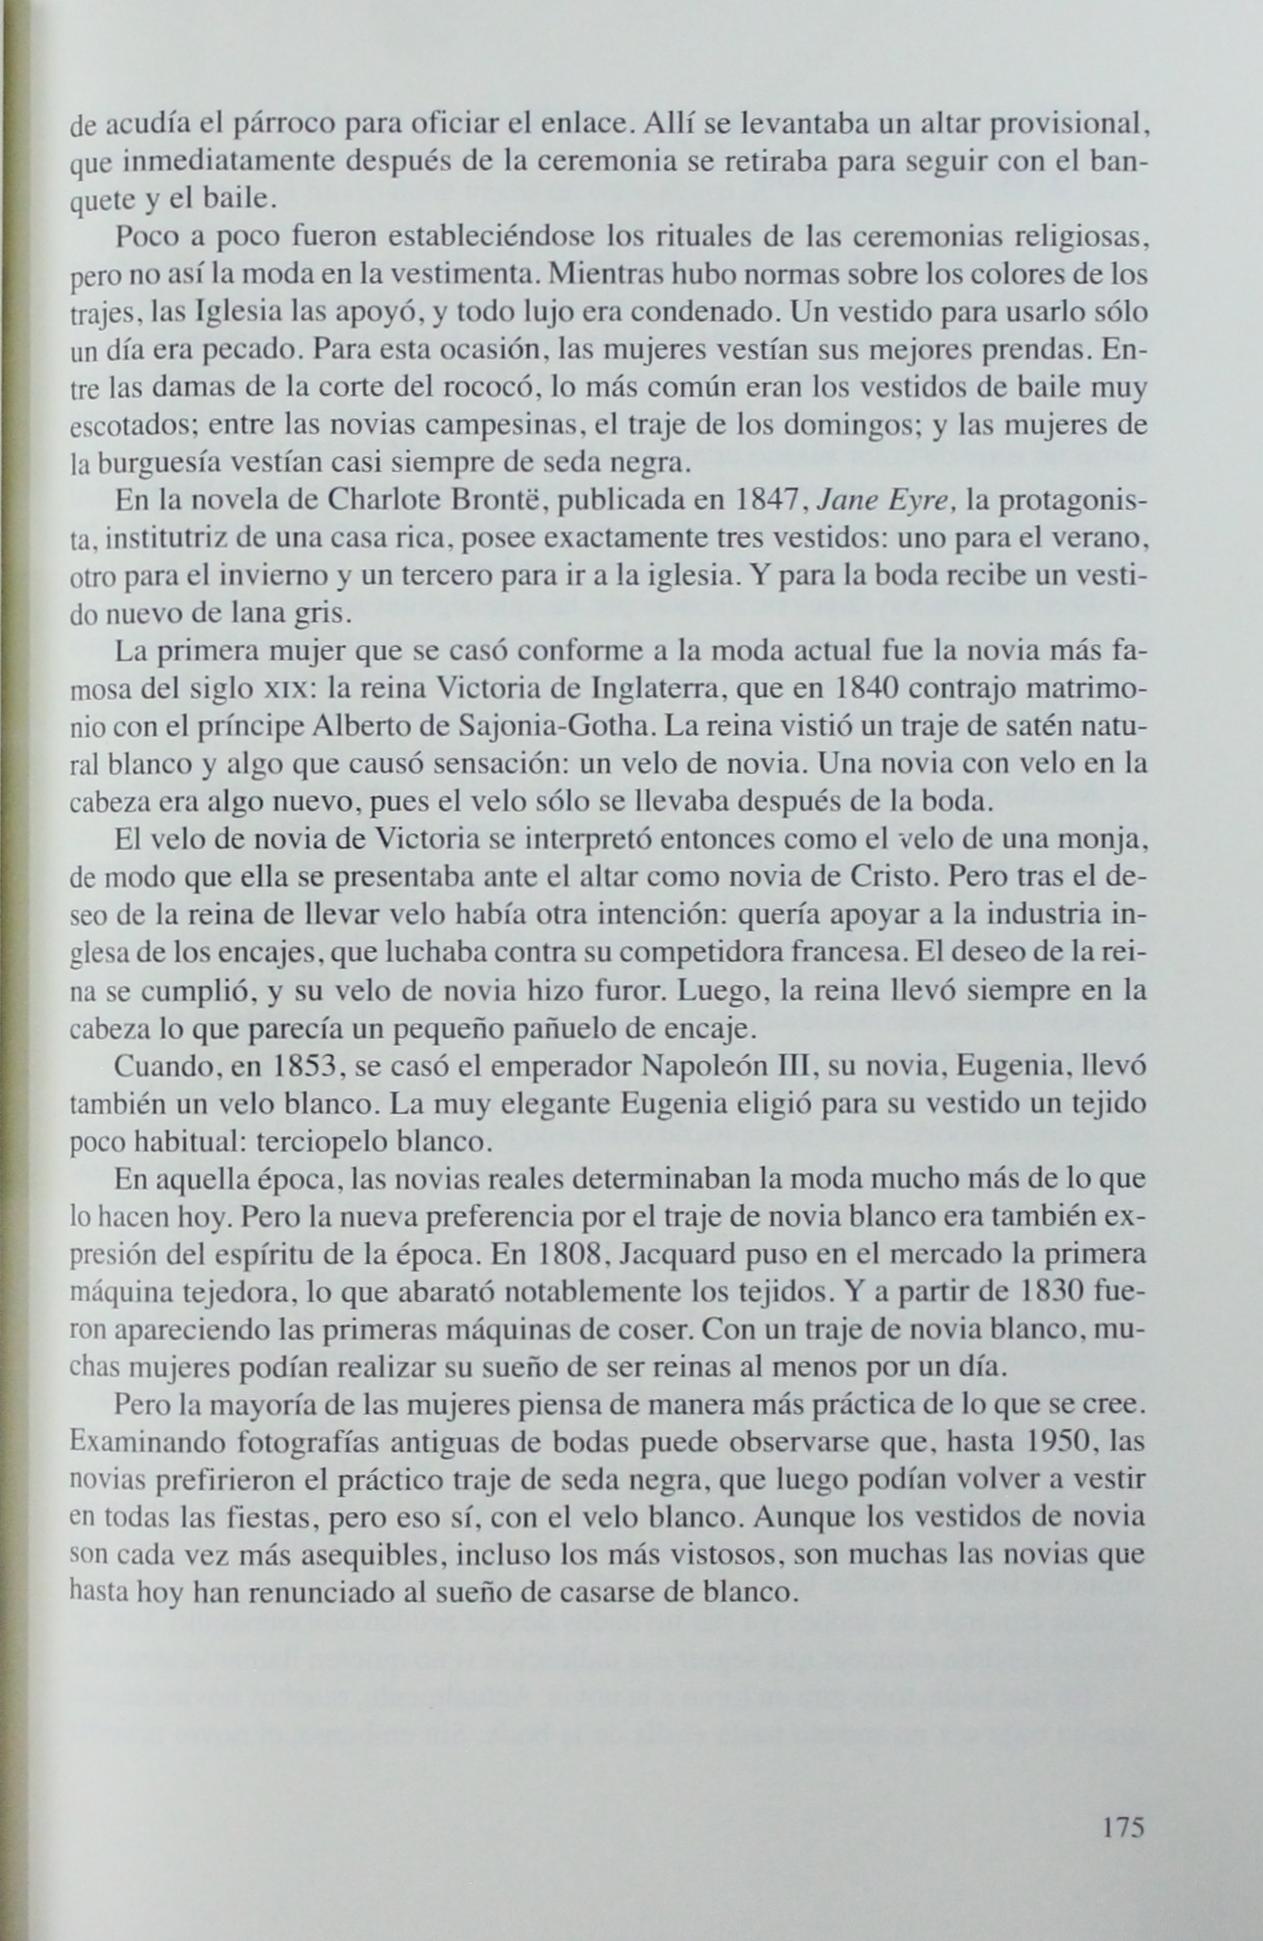 de acudía el párroco para oficiar el enlace. Allí se levantaba un altar provisional,
que inmediatamente después de la ceremonia se retiraba para seguir con el ban-
quete y el baile.
Poco a poco fueron estableciéndose los rituales de las ceremonias religiosas,
pero no así la moda en la vestimenta. Mientras hubo normas sobre los colores de los
trajes, las Iglesia las apoyó, y todo lujo era condenado. Un vestido para usarlo sólo
un día era pecado. Para esta ocasión, las mujeres vestían sus mejores prendas. En-
tre las damas de la corte del rococó, lo más común eran los vestidos de baile muy
escotados; entre las novias campesinas, el traje de los domingos; y las mujeres de
la burguesía vestían casi siempre de seda negra.
En la novela de Charlote Brontë, publicada en 1847, Jane Eyre, la protagonis-
ta, institutriz de una casa rica, posee exactamente tres vestidos: uno para el verano,
otro para el invierno y un tercero para ir a la iglesia. Y para la boda recibe un vesti-
do nuevo de lana gris.
La primera mujer que se casó conforme a la moda actual fue la novia más fa-
mosa del siglo XIX: la reina Victoria de Inglaterra, que en 1840 contrajo matrimo-
nio con el príncipe Alberto de Sajonia-Gotha. La reina vistió un traje de satén natu-
ral blanco y algo que causó sensación: un velo de novia. Una novia con velo en la
cabeza era algo nuevo, pues el velo sólo se llevaba después de la boda.
El velo de novia de Victoria se interpretó entonces como el velo de una monja,
de modo que ella se presentaba ante el altar como novia de Cristo. Pero tras el de-
seo de la reina de llevar velo había otra intención: quería apoyar a la industria in-
glesa de los encajes, que luchaba contra su competidora francesa. El deseo de la rei-
na se cumplió, y su velo de novia hizo furor. Luego, la reina llevó siempre en la
cabeza lo que parecía un pequeño pañuelo de encaje.
Cuando, en 1853, se casó el emperador Napoleón III, su novia, Eugenia, llevó
también un velo blanco. La muy elegante Eugenia eligió para su vestido un tejido
poco habitual: terciopelo blanco.
En aquella época, las novias reales determinaban la moda mucho más de lo que
lo hacen hoy. Pero la nueva preferencia por el traje de novia blanco era también ex-
presión del espíritu de la época. En 1808, Jacquard puso en el mercado la primera
máquina tejedora, lo que abarató notablemente los tejidos. Y a partir de 1830 fue-
ron apareciendo las primeras máquinas de coser. Con un traje de novia blanco, mu-
chas mujeres podían realizar su sueño de ser reinas al menos por un día.
Pero la mayoría de las mujeres piensa de manera más práctica de lo que se cree.
Examinando fotografías antiguas de bodas puede observarse que, hasta 1950, las
novias prefirieron el práctico traje de seda negra, que luego podían volver a vestir
en todas las fiestas, pero eso sí, con el velo blanco. Aunque los vestidos de novia
son cada vez más asequibles, incluso los más vistosos, son muchas las novias que
hasta hoy han renunciado al sueño de casarse de blanco.
175